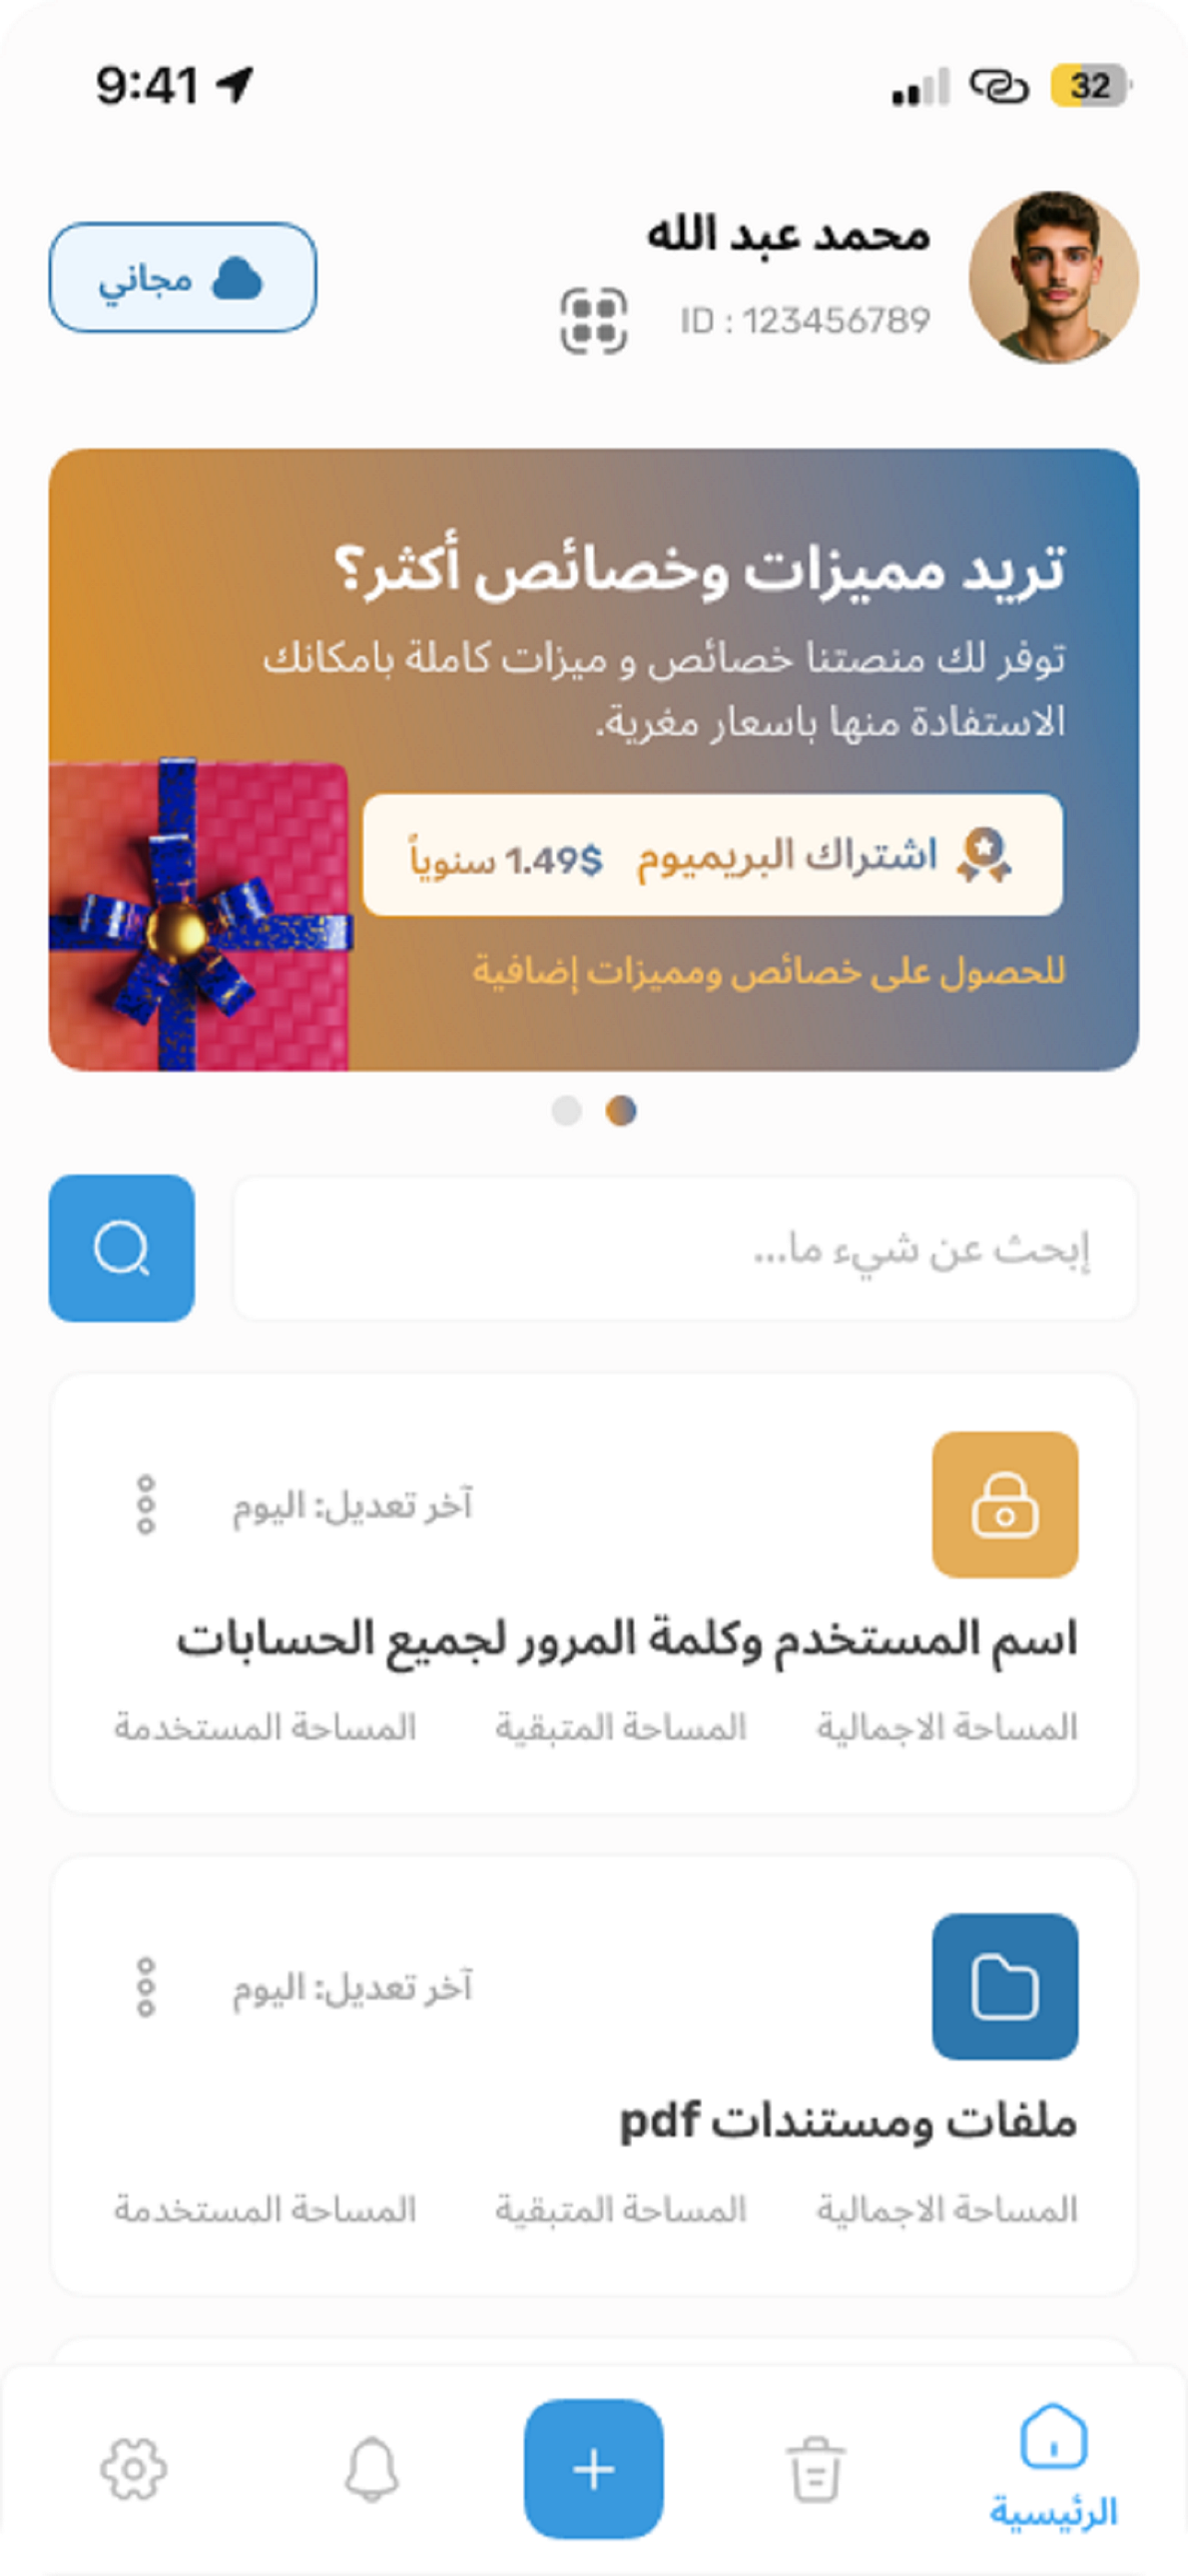 9:41
32
محمد عبد الله
ID : 123456789
مجاني
تريد مميزات وخصائص أكثر؟
توفر لك منصتنا خصائص و ميزات كاملة بامكانك
الاستفادة منها باسعار مغرية.
اشتراك البريميوم 1.49$ سنوياً
للحصول على خصائص ومميزات إضافية
إبحث عن شيء ما...
آخر تعديل: اليوم
اسم المستخدم وكلمة المرور لجميع الحسابات
المساحة الاجمالية المساحة المتبقية المساحة المستخدمة
آخر تعديل: اليوم
ملفات ومستندات pdf
المساحة الاجمالية المساحة المتبقية المساحة المستخدمة
الرئيسية